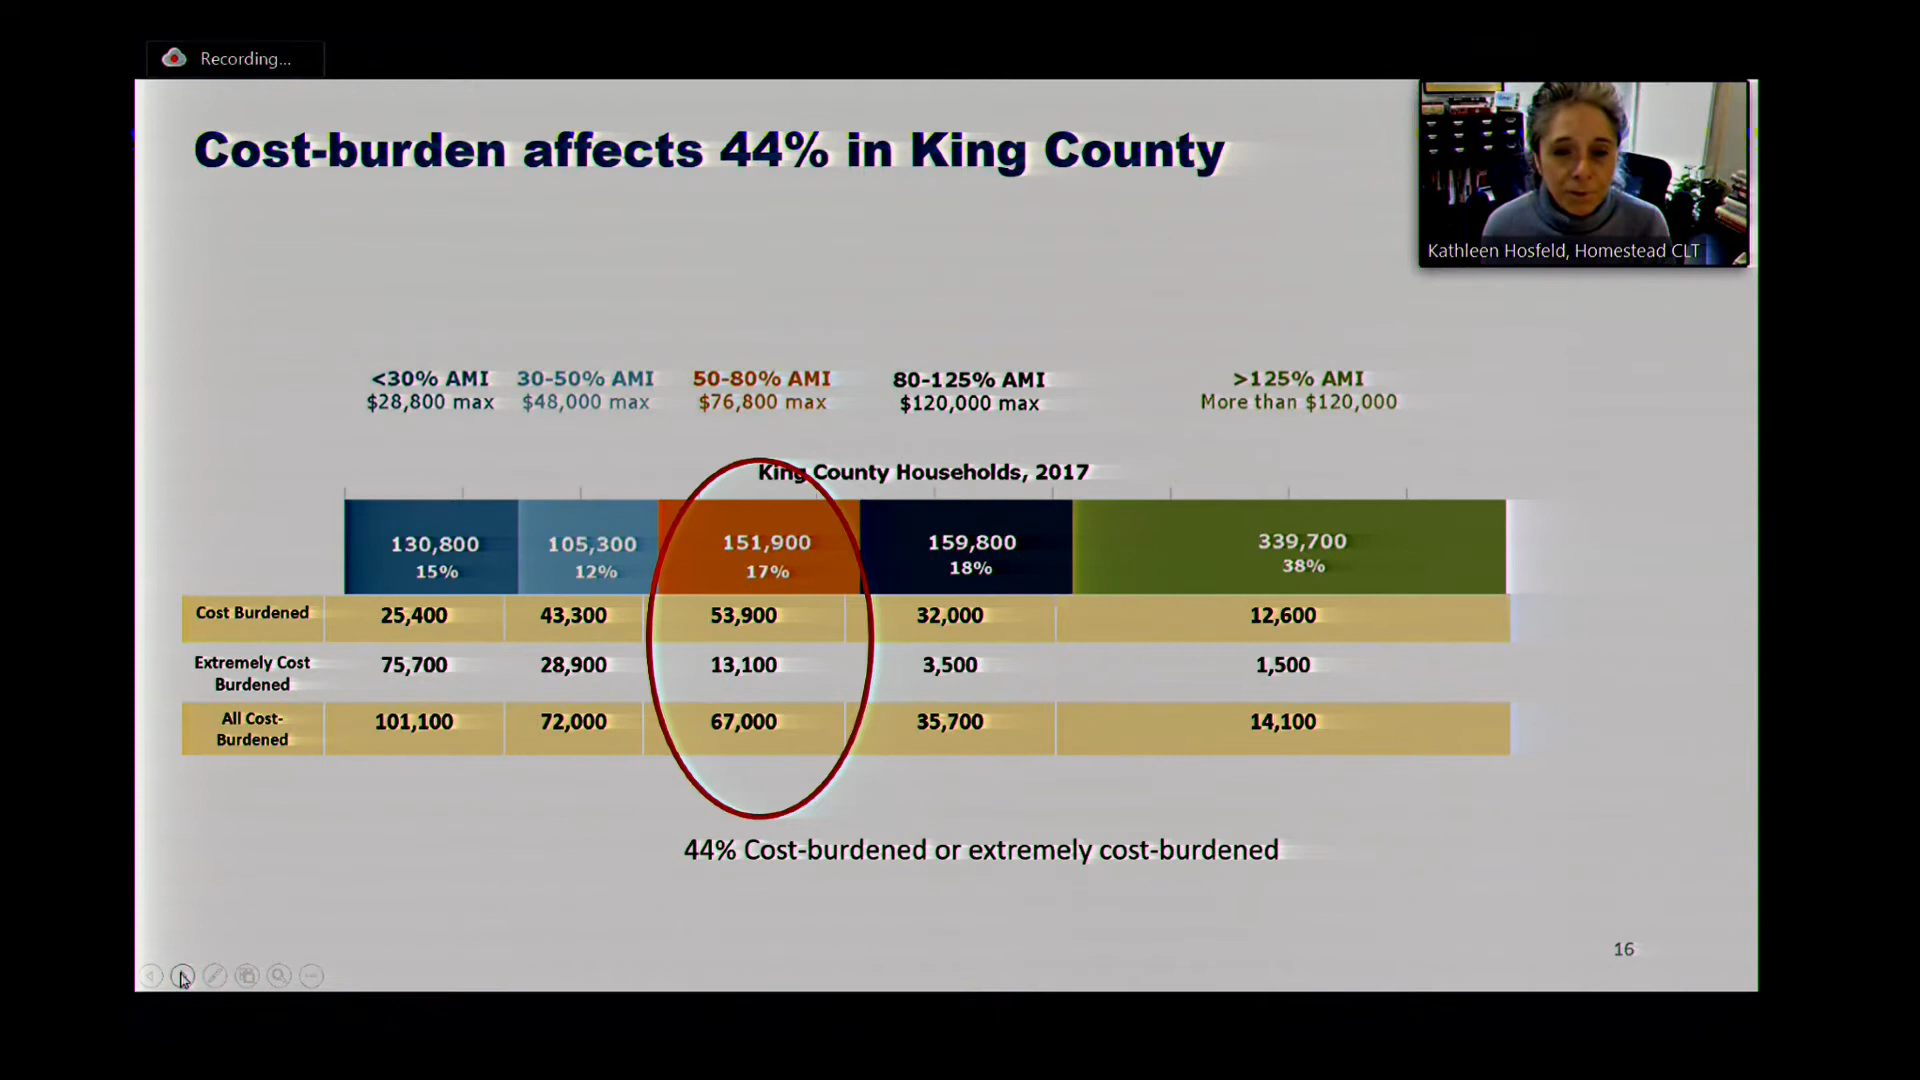 Recording...
Cost-burden affects 44% in King County
Kathleen Hosfeld, Homestead CLT
<30% AMI 30-50% AMI 50-80% AMI 80-125% AMI >125% AMI
$28,800 max $48,000 max $76,800 max $120,000 max More than $120,000
King County Households, 2017
130,800 105,300 151,900 159,800 339,700
15% 12% 17% 18% 38%
Cost Burdened 25,400 43,300 53,900 32,000 12,600
Extremely Cost 75,700 28,900 13,100 3,500 1,500
Burdened
All Cost- 101,100 72,000 67,000 35,700 14,100
Burdened
44% Cost-burdened or extremely cost-burdened
16